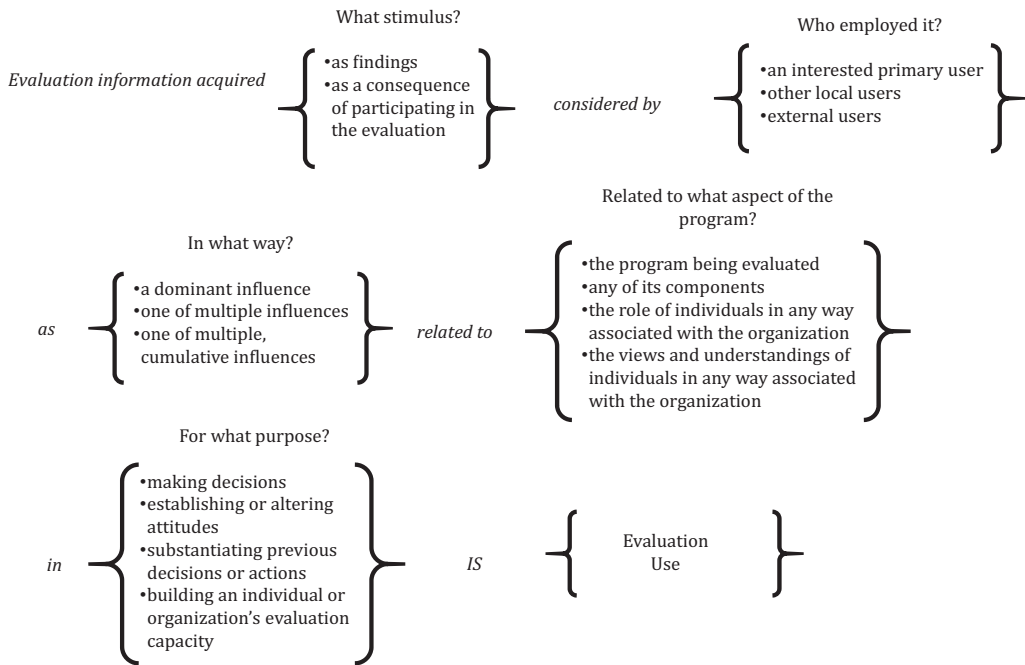 What stimulus?
Evaluation information acquired
•as findings
•as a consequence
of participating in
the evaluation
considered by
Who employed it?
•an interested primary user
•other local users
•external users
In what way?
as
•a dominant influence
•one of multiple influences
•one of multiple,
cumulative influences
related to
Related to what aspect of the
program?
•the program being evaluated
•any of its components
•the role of individuals in any way
associated with the organization
•the views and understandings of
individuals in any way associated
with the organization
For what purpose?
in
•making decisions
•establishing or altering
attitudes
•substantiating previous
decisions or actions
•building an individual or
organization’s evaluation
capacity
IS
Evaluation
Use